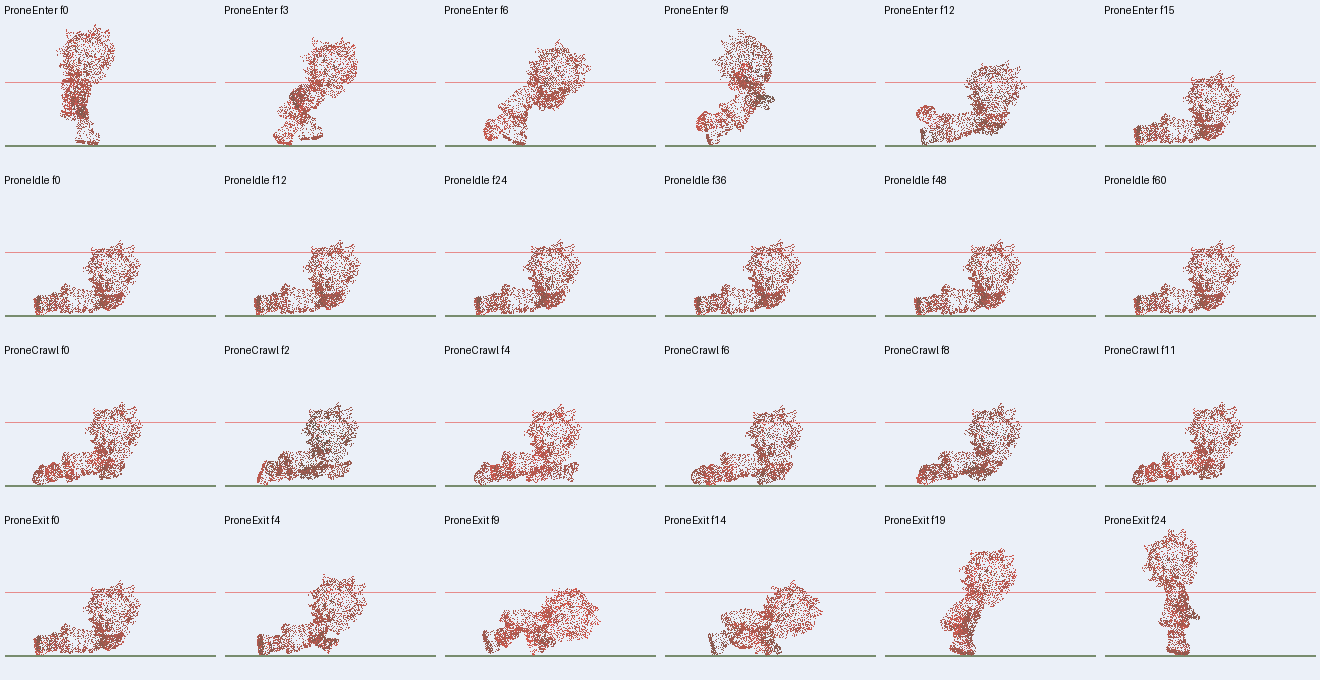 ProneEnter f0 ProneEnter f3 ProneEnter f6 ProneEnter f9 ProneEnter f12 ProneEnter f15
ProneIdle f0 ProneIdle f12 ProneIdle f24 ProneIdle f36 ProneIdle f48 ProneIdle f60
ProneCrawl f0 ProneCrawl f2 ProneCrawl f4 ProneCrawl f6 ProneCrawl f8 ProneCrawl f11
ProneExit f0 ProneExit f4 ProneExit f9 ProneExit f14 ProneExit f19 ProneExit f24